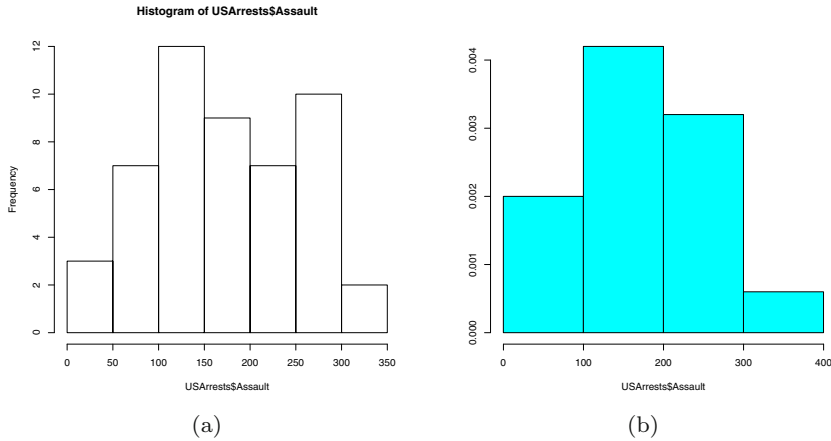 Histogram of USArrests$Assault
Frequency
0 2 4 6 8 10 12
0 50 100 150 200 250 300 350
USArrests$Assault
(a)
0.000 0.001 0.002 0.003 0.004
0 100 200 300 400
USArrests$Assault
(b)